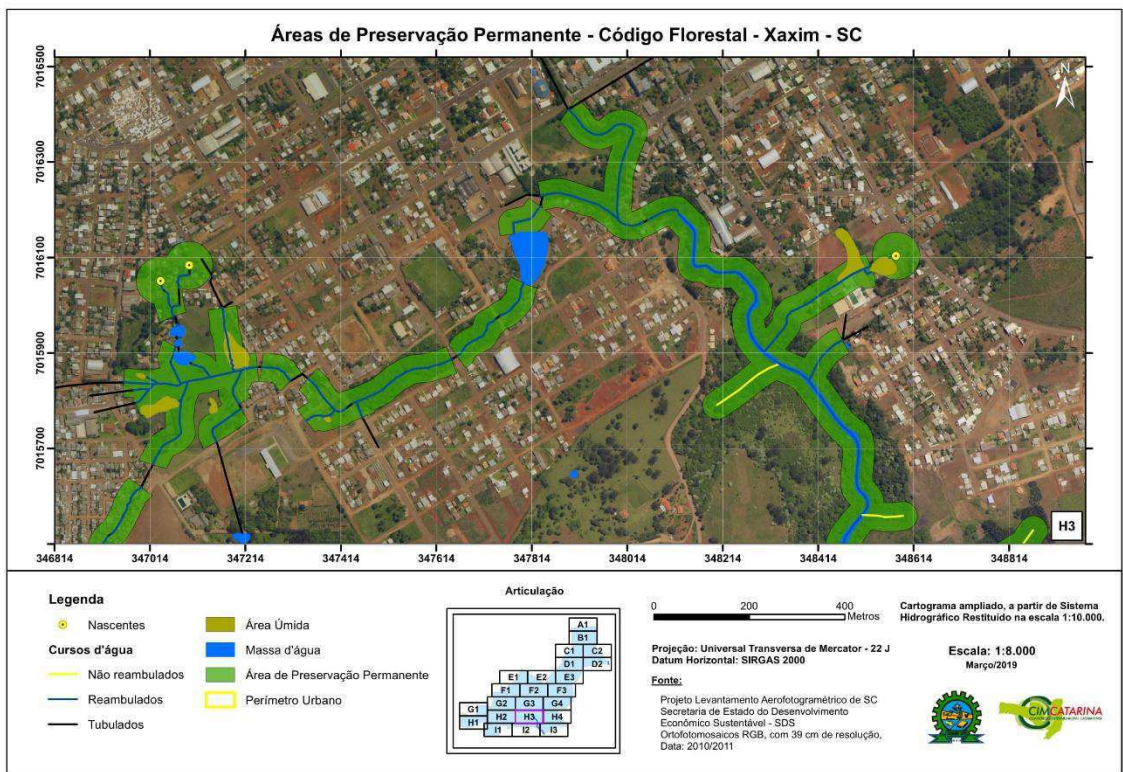 Áreas de Preservação Permanente - Código Florestal - Xaxim - SC
N
7016500
7016300
7016100
7015900
7015700
H3
346814 347014 347214 347414 347614 347814 348014 348214 348414 348614 348814
Legenda
Nascentes
Cursos d'água
Não reambulados
Reambulados
Tubulados
Área Úmida
Massa d'água
Área de Preservação Permanente
Perímetro Urbano
Articulação
A1
B1
C1 C2
D1 D2
E1 E2 E3
F1 F2 F3
G1 G2 G3 G4
H1 H2 H3 H4
I1 I2 I3
0 200 400
Metros
Projeção: Universal Transversa de Mercator - 22 J
Datum Horizontal: SIRGAS 2000
Fonte:
Projeto Levantamento Aerofotogramétrico de SC
Secretaria de Estado do Desenvolvimento
Econômico Sustentável - SDS
Ortofotomosaicos RGB, com 39 cm de resolução,
Data: 2010/2011
Cartograma ampliado, a partir de Sistema
Hidrográfico Restituído na escala 1:10.000.
Escala: 1:8.000
Março/2019
CIMCATARINA